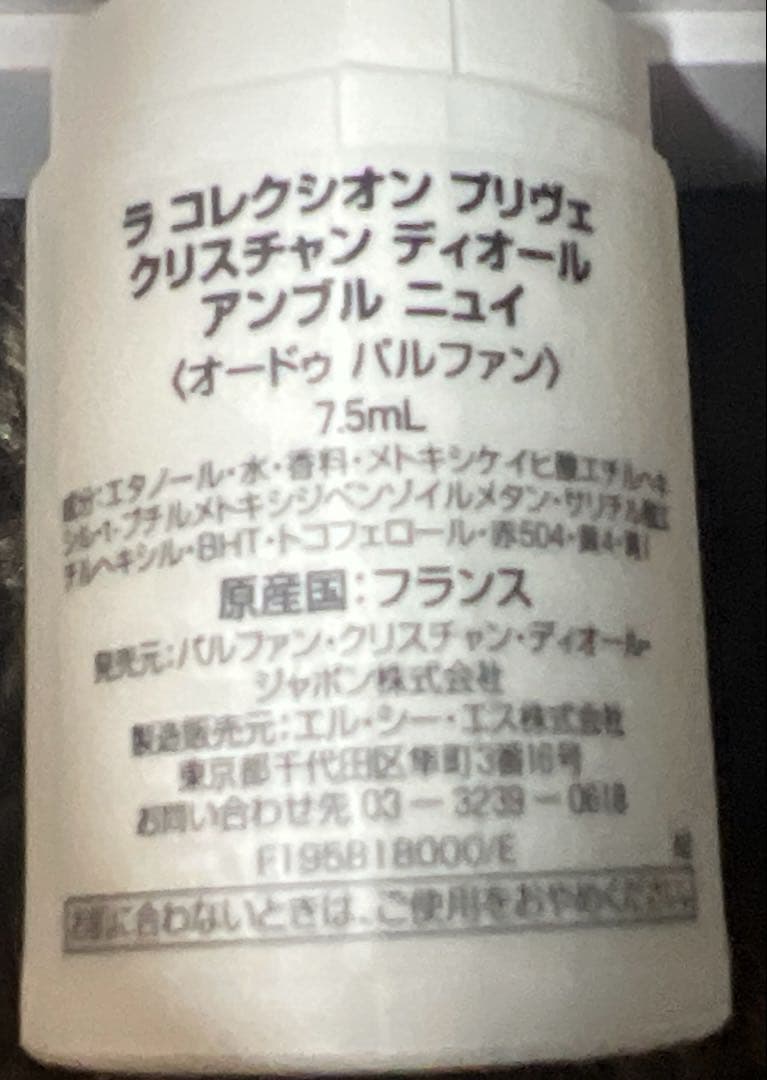 ラ コレクシオン プリヴェ
クリスチャン ディオール
アンブル ニュイ
〈オードゥ パルファン〉
7.5mL
成分:エタノール・水・香料・メトキシケイヒ酸エチルヘキ
シル・t-ブチルメトキシジベンゾイルメタン・サリチル酸エ
チルヘキシル・BHT・トコフェロール・赤504・黄4・青1
原産国:フランス
発売元:パルファン・クリスチャン・ディオール・
ジャポン株式会社
製造販売元:エル・シー・エス株式会社
東京都千代田区隼町3番16号
お問い合わせ先 03-3239-0618
F195818000/E
お肌に合わないときは、ご使用をおやめください